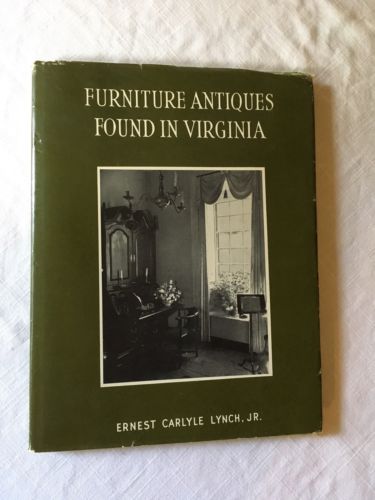 FURNITURE ANTIQUES
FOUND IN VIRGINIA
ERNEST CARLYLE LYNCH, JR.